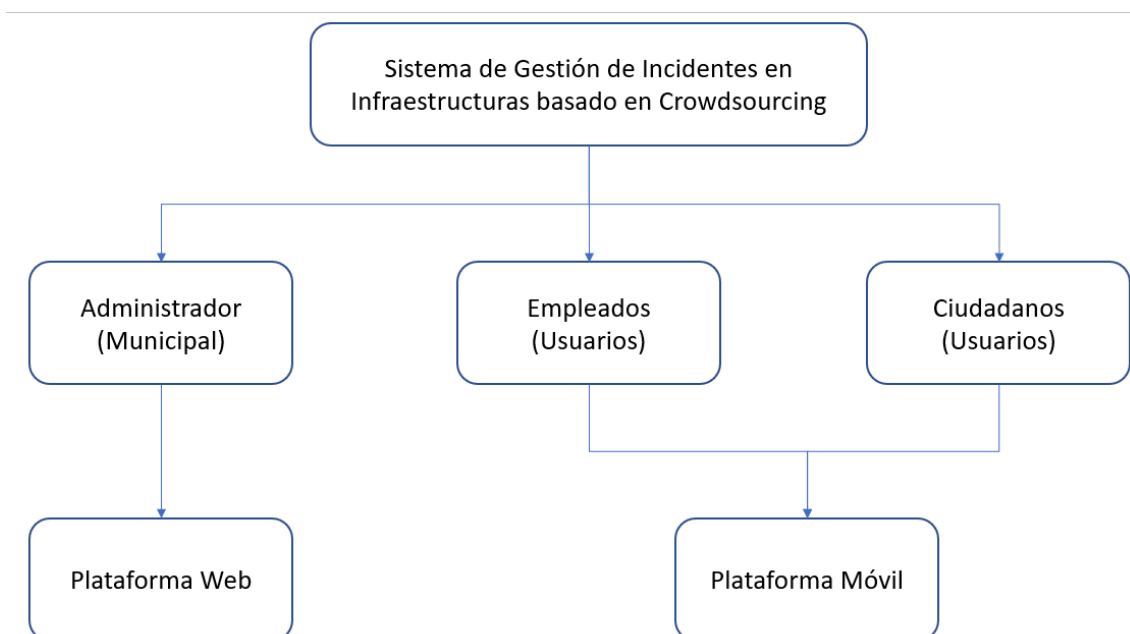 Sistema de Gestión de Incidentes en
Infraestructuras basado en Crowdsourcing
Administrador
(Municipal)
Empleados
(Usuarios)
Ciudadanos
(Usuarios)
Plataforma Web
Plataforma Móvil